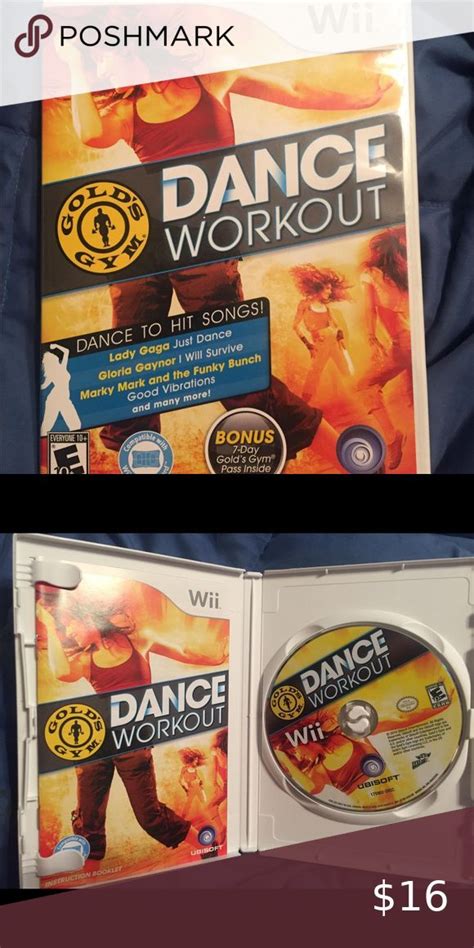 POSHMARK
Wii
GOLD'S GYM
DANCE
WORKOUT
DANCE TO HIT SONGS!
Lady Gaga Just Dance
Gloria Gaynor I Will Survive
Marky Mark and the Funky Bunch
Good Vibrations
and many more!
EVERYONE 10+
E
Compatible with
BONUS
7-Day
Gold's Gym®
Pass Inside
Wii
GOLD'S GYM
DANCE
WORKOUT
UBISOFT
INSTRUCTION BOOKLET
GOLD'S GYM
DANCE
WORKOUT
Wii
E
UBISOFT
$16